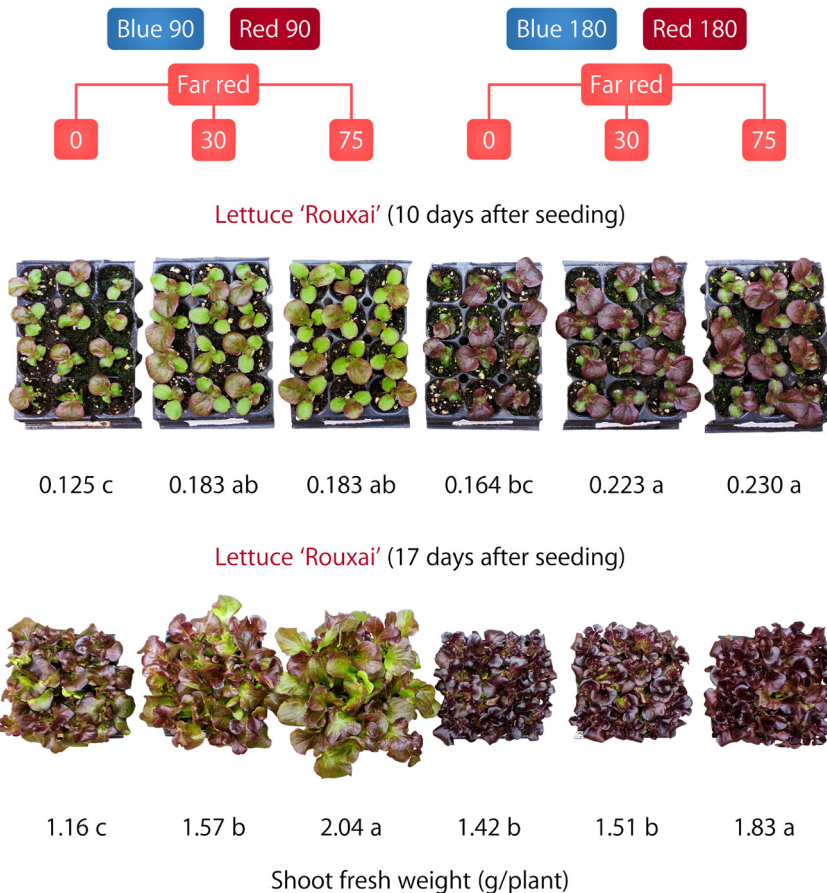 Blue 90 Red 90 Blue 180 Red 180
Far red Far red
0 30 75 0 30 75
Lettuce ‘Rouxai’ (10 days after seeding)
0.125 c 0.183 ab 0.183 ab 0.164 bc 0.223 a 0.230 a
Lettuce ‘Rouxai’ (17 days after seeding)
1.16 c 1.57 b 2.04 a 1.42 b 1.51 b 1.83 a
Shoot fresh weight (g/plant)